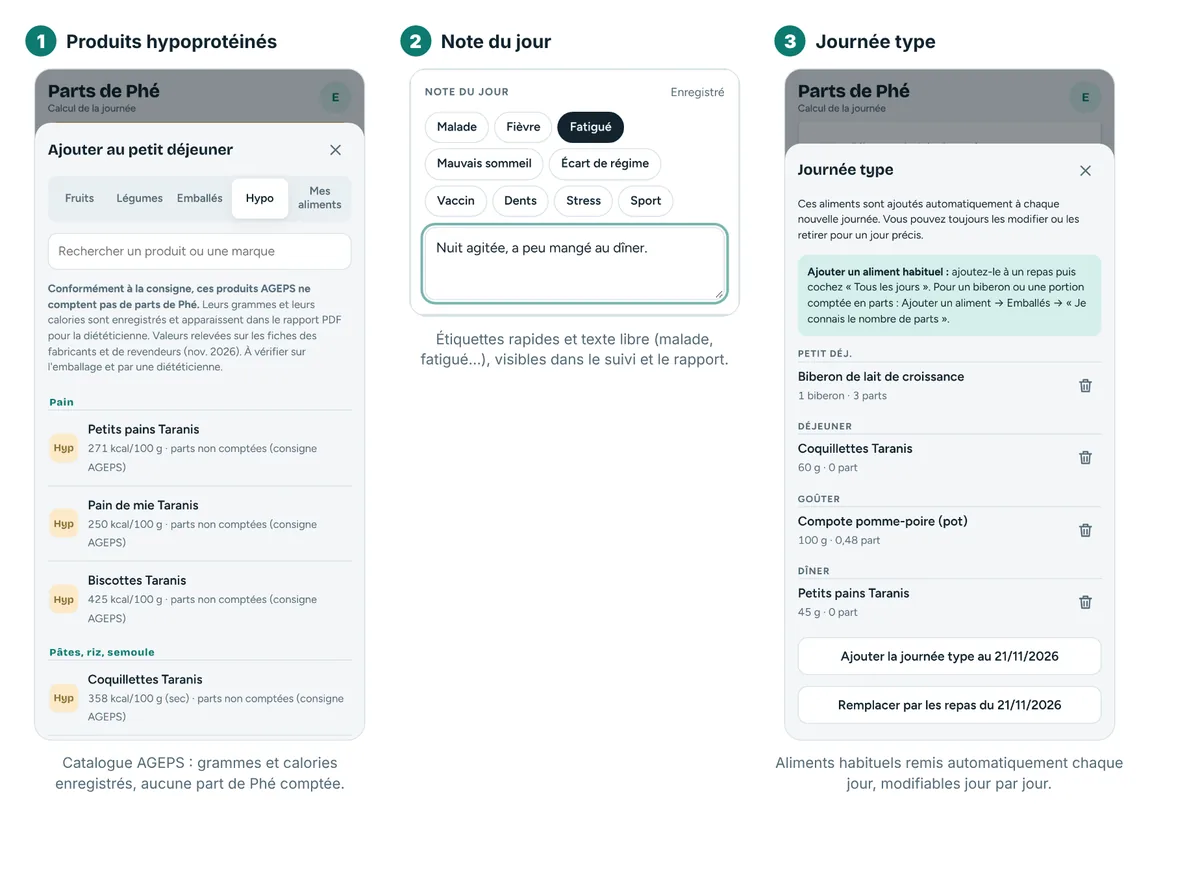 1 Produits hypoprotéinés
Parts de Phé
Calcul de la journée
E
Ajouter au petit déjeuner
Fruits
Légumes
Emballés
Hypo
Mes
aliments
Rechercher un produit ou une marque
Conformément à la consigne, ces produits AGEPS ne
comptent pas de parts de Phé. Leurs grammes et leurs
calories sont enregistrés et apparaissent dans le rapport PDF
pour la diététicienne. Valeurs relevées sur les fiches des
fabricants et de revendeurs (nov. 2026). À vérifier sur
l'emballage et par une diététicienne.
Pain
Hyp
Petits pains Taranis
271 kcal/100 g · parts non comptées (consigne
AGEPS)
Hyp
Pain de mie Taranis
250 kcal/100 g · parts non comptées (consigne
AGEPS)
Hyp
Biscottes Taranis
425 kcal/100 g · parts non comptées (consigne
AGEPS)
Pâtes, riz, semoule
Hyp
Coquillettes Taranis
358 kcal/100 g (sec) · parts non comptées (consigne
AGEPS)
Catalogue AGEPS : grammes et calories
enregistrés, aucune part de Phé comptée.
2 Note du jour
NOTE DU JOUR
Enregistré
Malade
Fièvre
Fatigué
Mauvais sommeil
Écart de régime
Vaccin
Dents
Stress
Sport
Nuit agitée, a peu mangé au dîner.
Étiquettes rapides et texte libre (malade,
fatigué…), visibles dans le suivi et le rapport.
3 Journée type
Parts de Phé
Calcul de la journée
E
Journée type
Ces aliments sont ajoutés automatiquement à chaque
nouvelle journée. Vous pouvez toujours les modifier ou les
retirer pour un jour précis.
Ajouter un aliment habituel : ajoutez-le à un repas puis
cochez « Tous les jours ». Pour un biberon ou une portion
comptée en parts : Ajouter un aliment → Emballés → « Je
connais le nombre de parts ».
PETIT DÉJ.
Biberon de lait de croissance
1 biberon · 3 parts
DÉJEUNER
Coquillettes Taranis
60 g · 0 part
GOÛTER
Compote pomme-poire (pot)
100 g · 0,48 part
DÎNER
Petits pains Taranis
45 g · 0 part
Ajouter la journée type au 21/11/2026
Remplacer par les repas du 21/11/2026
Aliments habituels remis automatiquement chaque
jour, modifiables jour par jour.